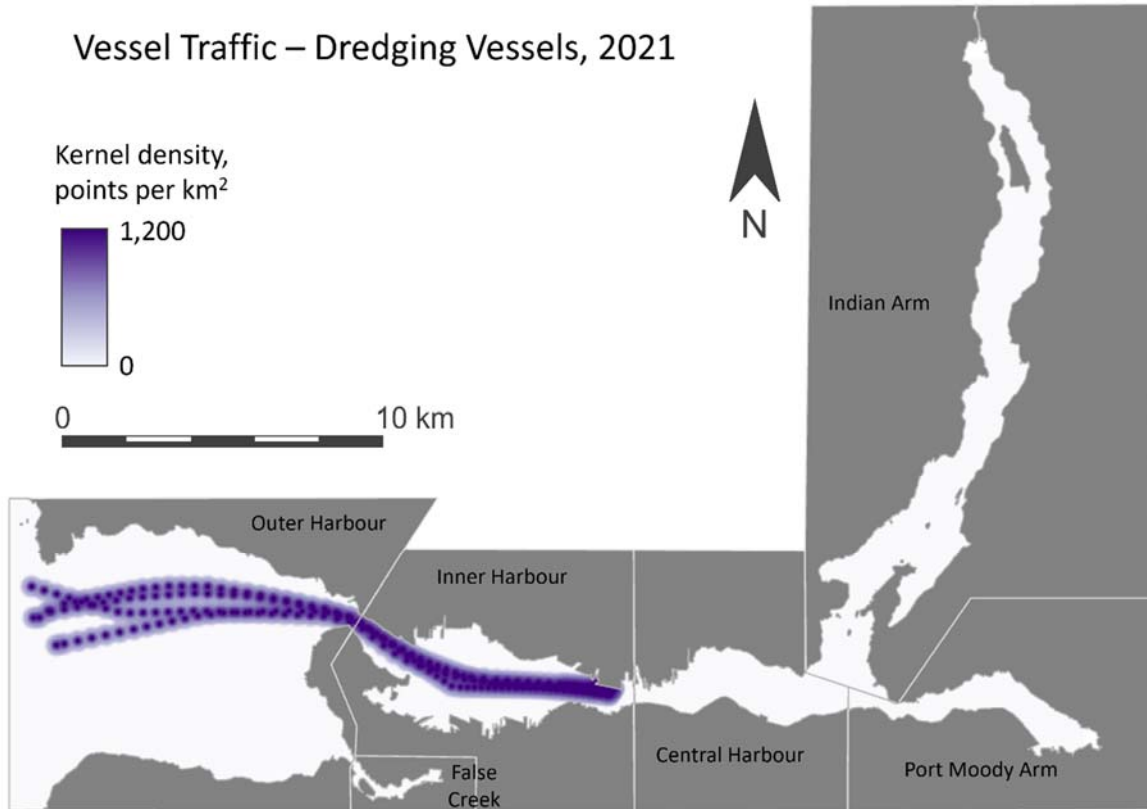 Vessel Traffic – Dredging Vessels, 2021
Kernel density,
points per km²
1,200
0
0 10 km
N
Indian Arm
Outer Harbour
Inner Harbour
Central Harbour
Port Moody Arm
False
Creek